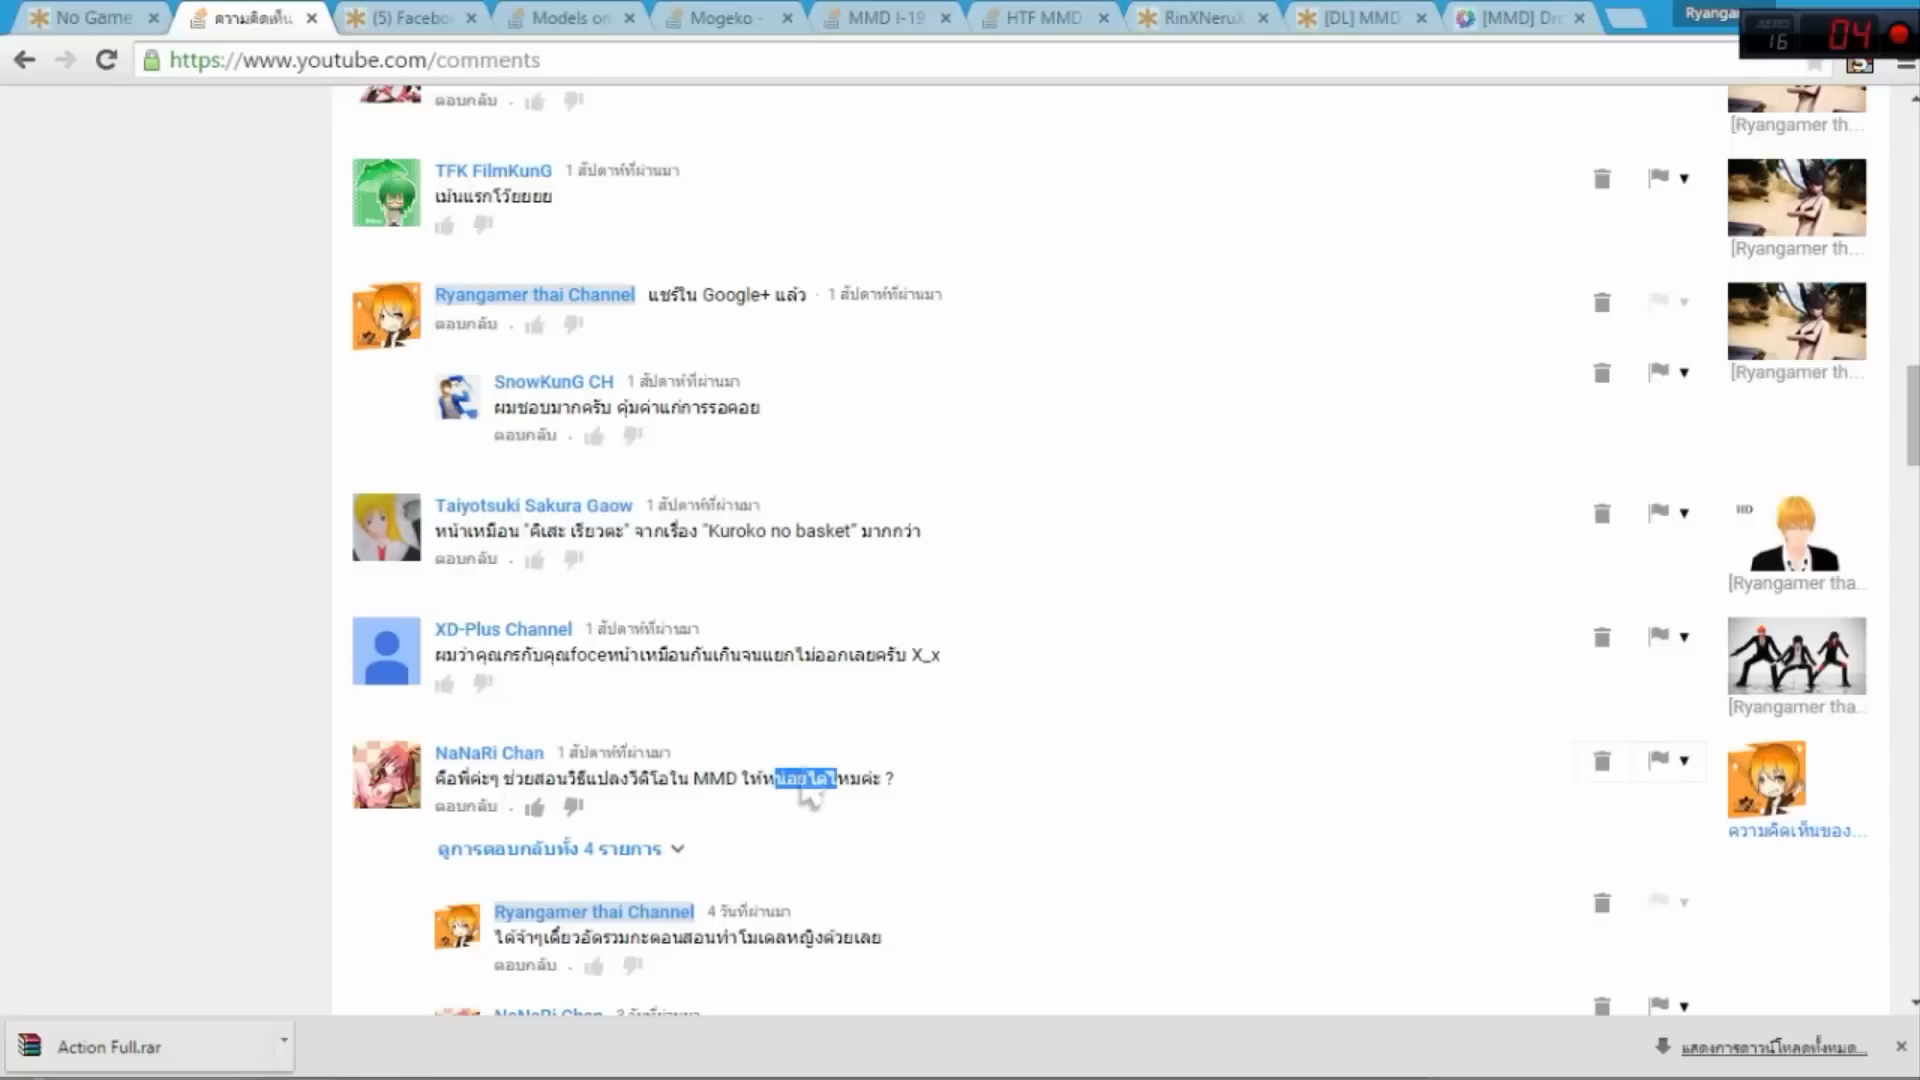 No Game
ความคิดเห็น
(5) Facebo
Models on
Mogeko -
MMD I-19
HTF MMD
RinXNeruX
[DL] MMD
[MMD] Dr
Ryanga
16
04
https://www.youtube.com/comments
ตอบกลับ .
[Ryangamer th...
TFK FilmKunG 1 สัปดาห์ที่ผ่านมา
เม้นแรกโว๊ยยยย
[Ryangamer th...
Ryangamer thai Channel แชร์ใน Google+ แล้ว · 1 สัปดาห์ที่ผ่านมา
ตอบกลับ .
[Ryangamer th...
SnowKunG CH 1 สัปดาห์ที่ผ่านมา
ผมชอบมากครับ คุ้มค่าแก่การรอคอย
ตอบกลับ .
Taiyotsuki Sakura Gaow 1 สัปดาห์ที่ผ่านมา
หน้าเหมือน "คิเสะ เรียวตะ" จากเรื่อง "Kuroko no basket" มากกว่า
ตอบกลับ .
HD
[Ryangamer tha...
XD-Plus Channel 1 สัปดาห์ที่ผ่านมา
ผมว่าคุณกรกับคุณfoceหน้าเหมือนกันเกินจนแยกไม่ออกเลยครับ X_x
[Ryangamer tha...
NaNaRi Chan 1 สัปดาห์ที่ผ่านมา
คือพี่ค่ะๆ ช่วยสอนวิธีแปลงวีดีโอใน MMD ให้หน่อยได้ไหมค่ะ ?
ตอบกลับ .
ความคิดเห็นของ...
ดูการตอบกลับทั้ง 4 รายการ
Ryangamer thai Channel 4 วันที่ผ่านมา
ได้จ้าๆเดี๋ยวอัดรวมกะตอนสอนทำโมเดลหญิงด้วยเลย
ตอบกลับ .
NaNaRi Chan 3 วันที่ผ่านมา
Action Full.rar
แสดงการดาวน์โหลดทั้งหมด...